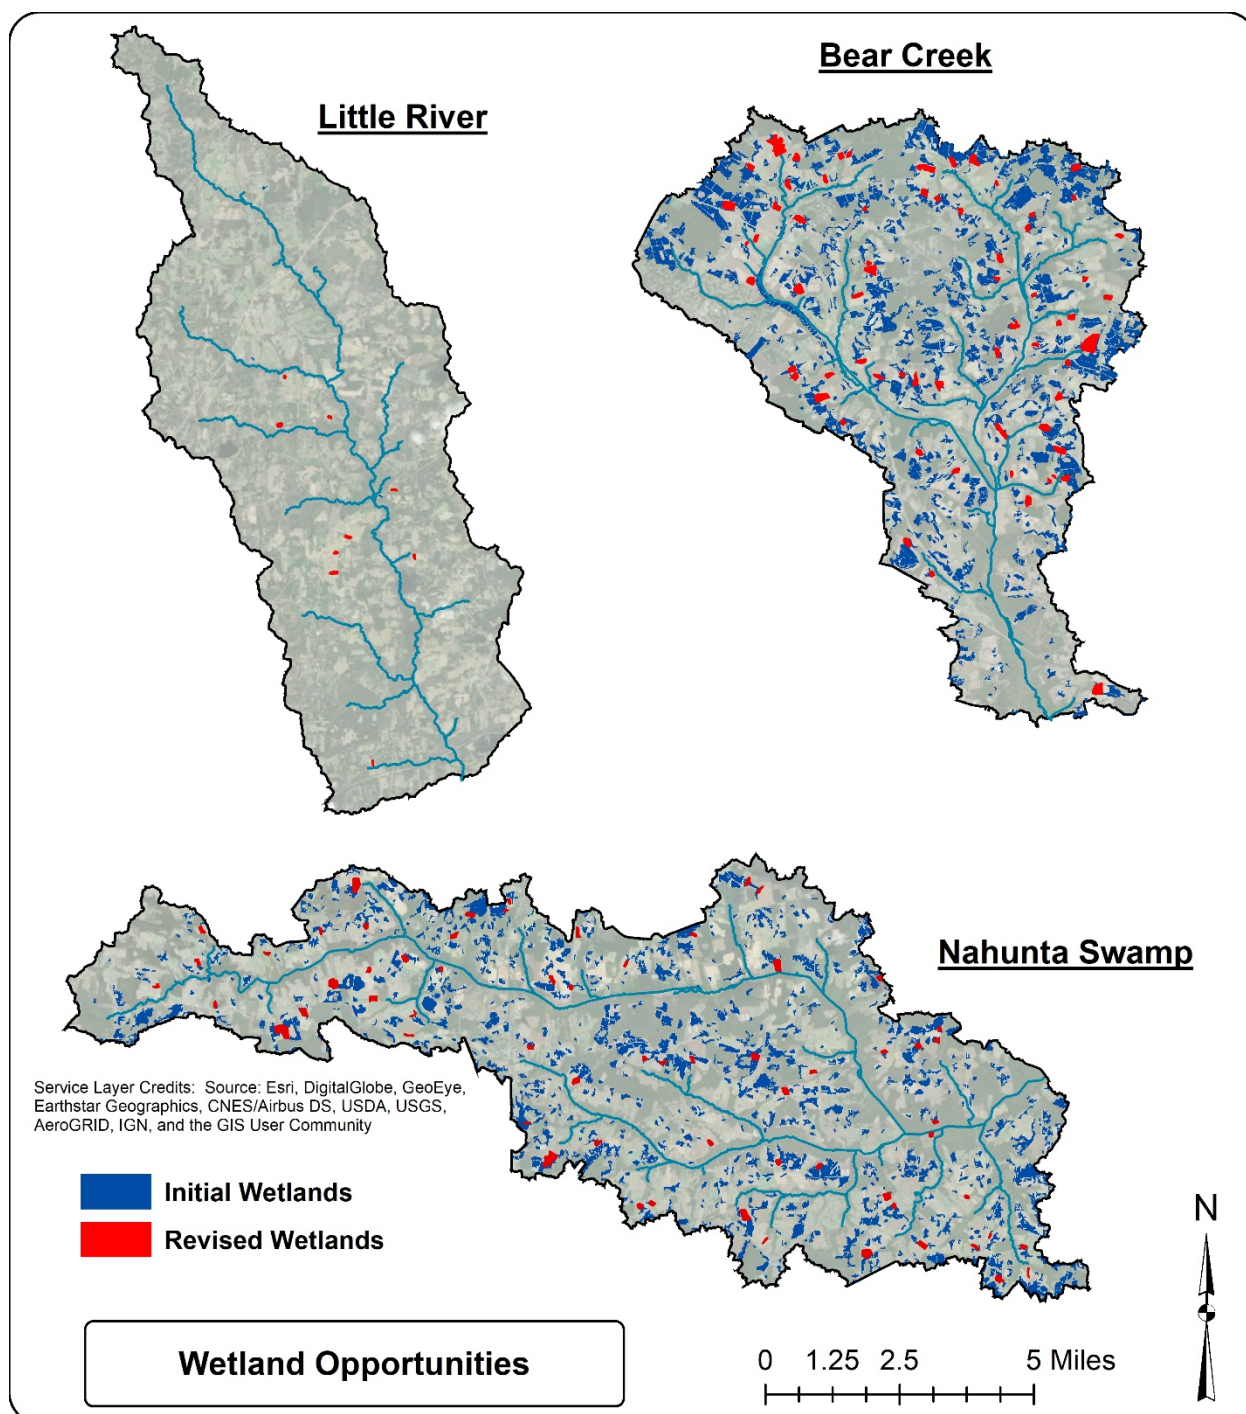 Bear Creek
Little River
Nahunta Swamp
Service Layer Credits: Source: Esri, DigitalGlobe, GeoEye,
Earthstar Geographics, CNES/Airbus DS, USDA, USGS,
AeroGRID, IGN, and the GIS User Community
Initial Wetlands
Revised Wetlands
N
Wetland Opportunities
0 1.25 2.5 5 Miles